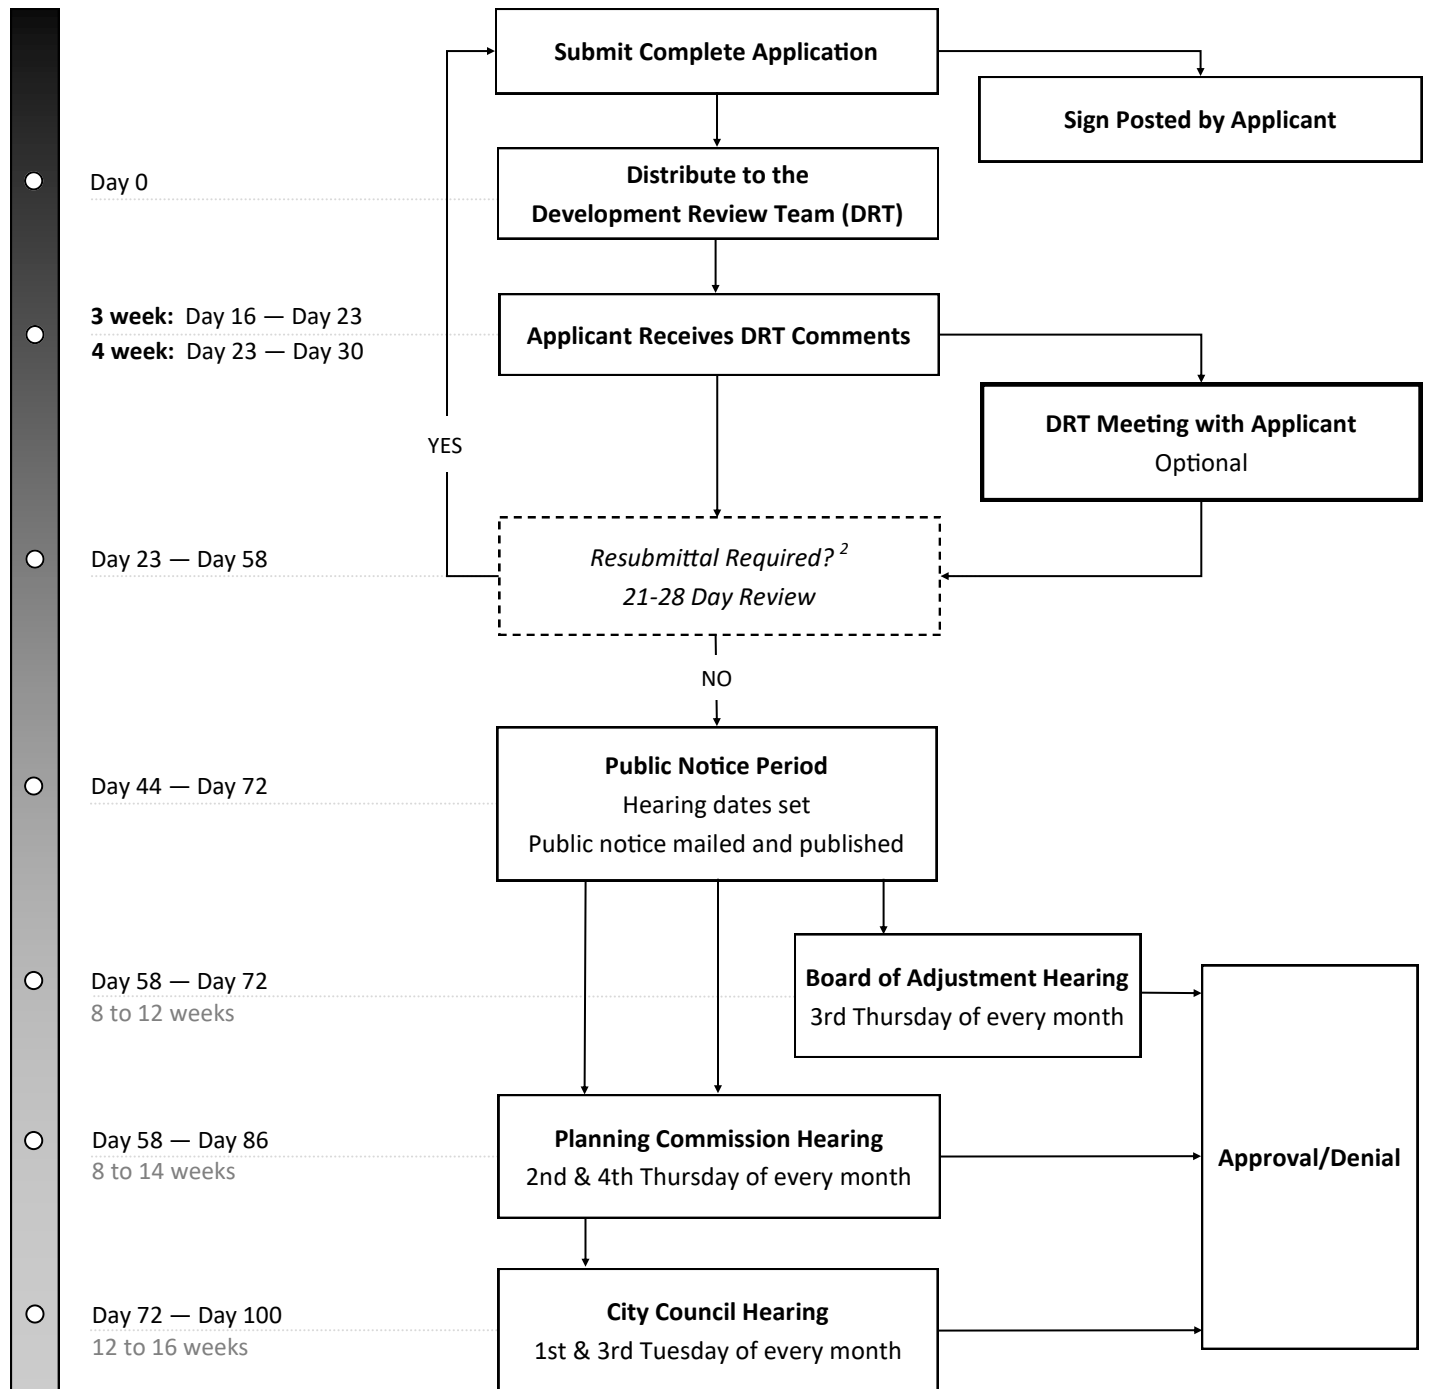 Submit Complete Application
Sign Posted by Applicant
Day 0
Distribute to the
Development Review Team (DRT)
3 week: Day 16 — Day 23
4 week: Day 23 — Day 30
Applicant Receives DRT Comments
DRT Meeting with Applicant
Optional
YES
Day 23 — Day 58
Resubmittal Required? 2
21-28 Day Review
NO
Day 44 — Day 72
Public Notice Period
Hearing dates set
Public notice mailed and published
Day 58 — Day 72
8 to 12 weeks
Board of Adjustment Hearing
3rd Thursday of every month
Day 58 — Day 86
8 to 14 weeks
Planning Commission Hearing
2nd & 4th Thursday of every month
Approval/Denial
Day 72 — Day 100
12 to 16 weeks
City Council Hearing
1st & 3rd Tuesday of every month